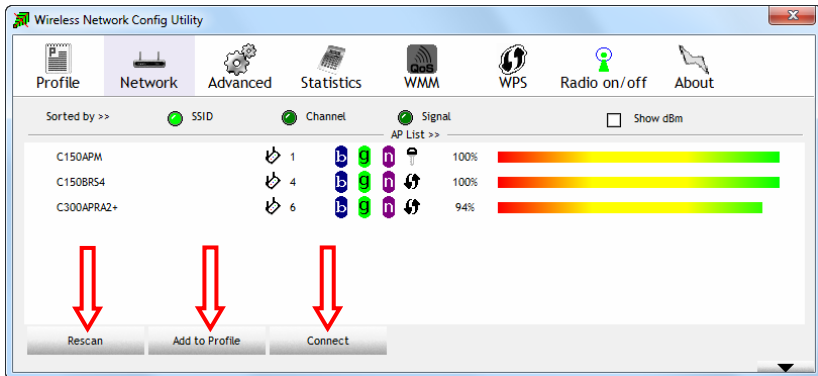 Wireless Network Config Utility
Profile Network Advanced Statistics WMM WPS Radio on/off About
QoS
Sorted by >> SSID Channel Signal Show dBm
AP List >>
C150APM 1 b g n 100%
C150BRS4 4 b g n 100%
C300APRA2+ 6 b g n 94%
Rescan Add to Profile Connect